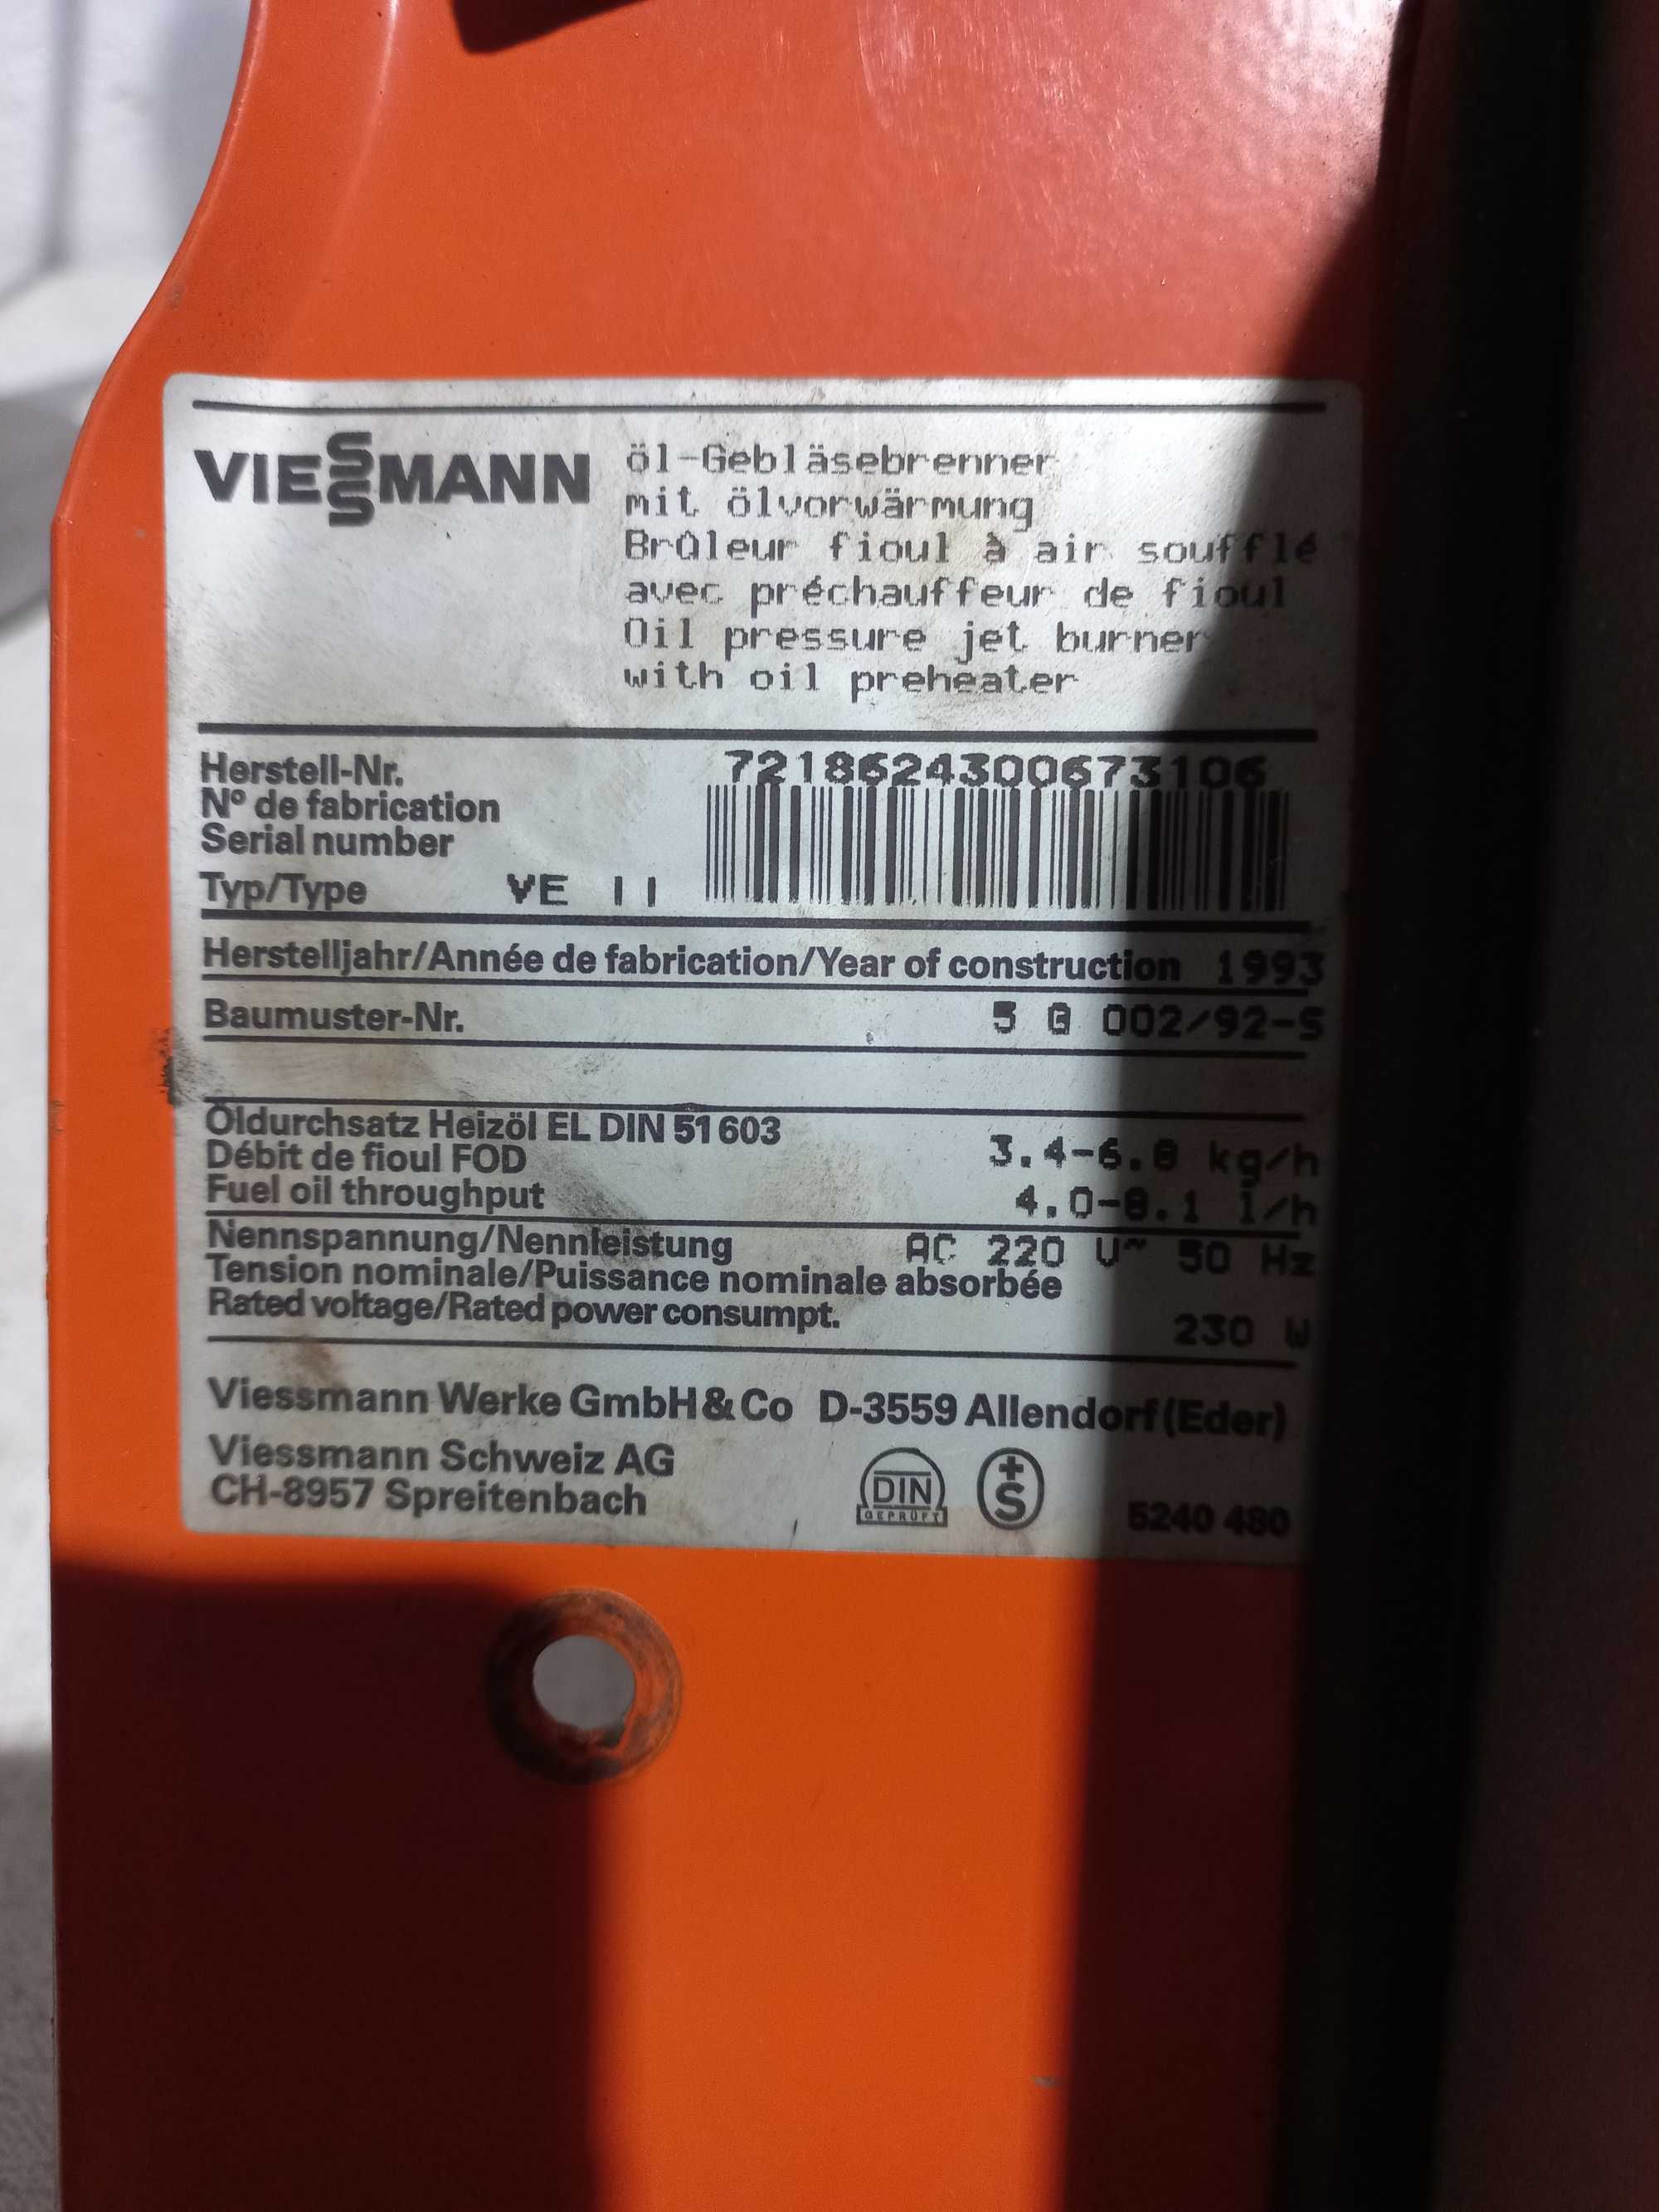 VIESSMANN
öl-Gebläsebrenner
mit ölvorwärmung
Brûleur fioul à air soufflé
avec préchauffeur de fioul
Oil pressure jet burner
with oil preheater
Herstell-Nr.
7218624300673106
N° de fabrication
Serial number
Typ/Type VE II
Herstelljahr/Année de fabrication/Year of construction 1993
Baumuster-Nr. 5 G 002/92-S
Öldurchsatz Heizöl EL DIN 51 603
Débit de fioul FOD 3.4-6.8 kg/h
Fuel oil throughput 4.0-8.1 l/h
Nennspannung/Nennleistung AC 220 V~ 50 Hz
Tension nominale/Puissance nominale absorbée
Rated voltage/Rated power consumpt. 230 W
Viessmann Werke GmbH & Co D-3559 Allendorf (Eder)
Viessmann Schweiz AG
CH-8957 Spreitenbach
DIN
GEPRÜFT
+S
5240 480